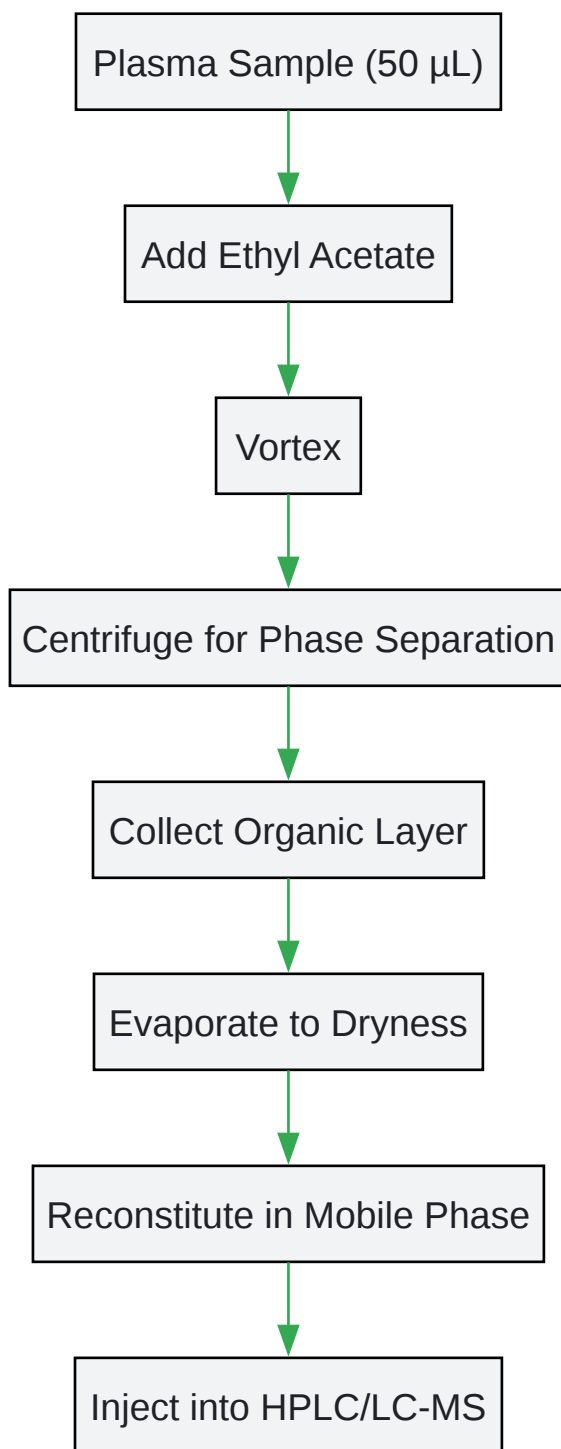 Plasma Sample (50 µL)
Add Ethyl Acetate
Vortex
Centrifuge for Phase Separation
Collect Organic Layer
Evaporate to Dryness
Reconstitute in Mobile Phase
Inject into HPLC/LC-MS